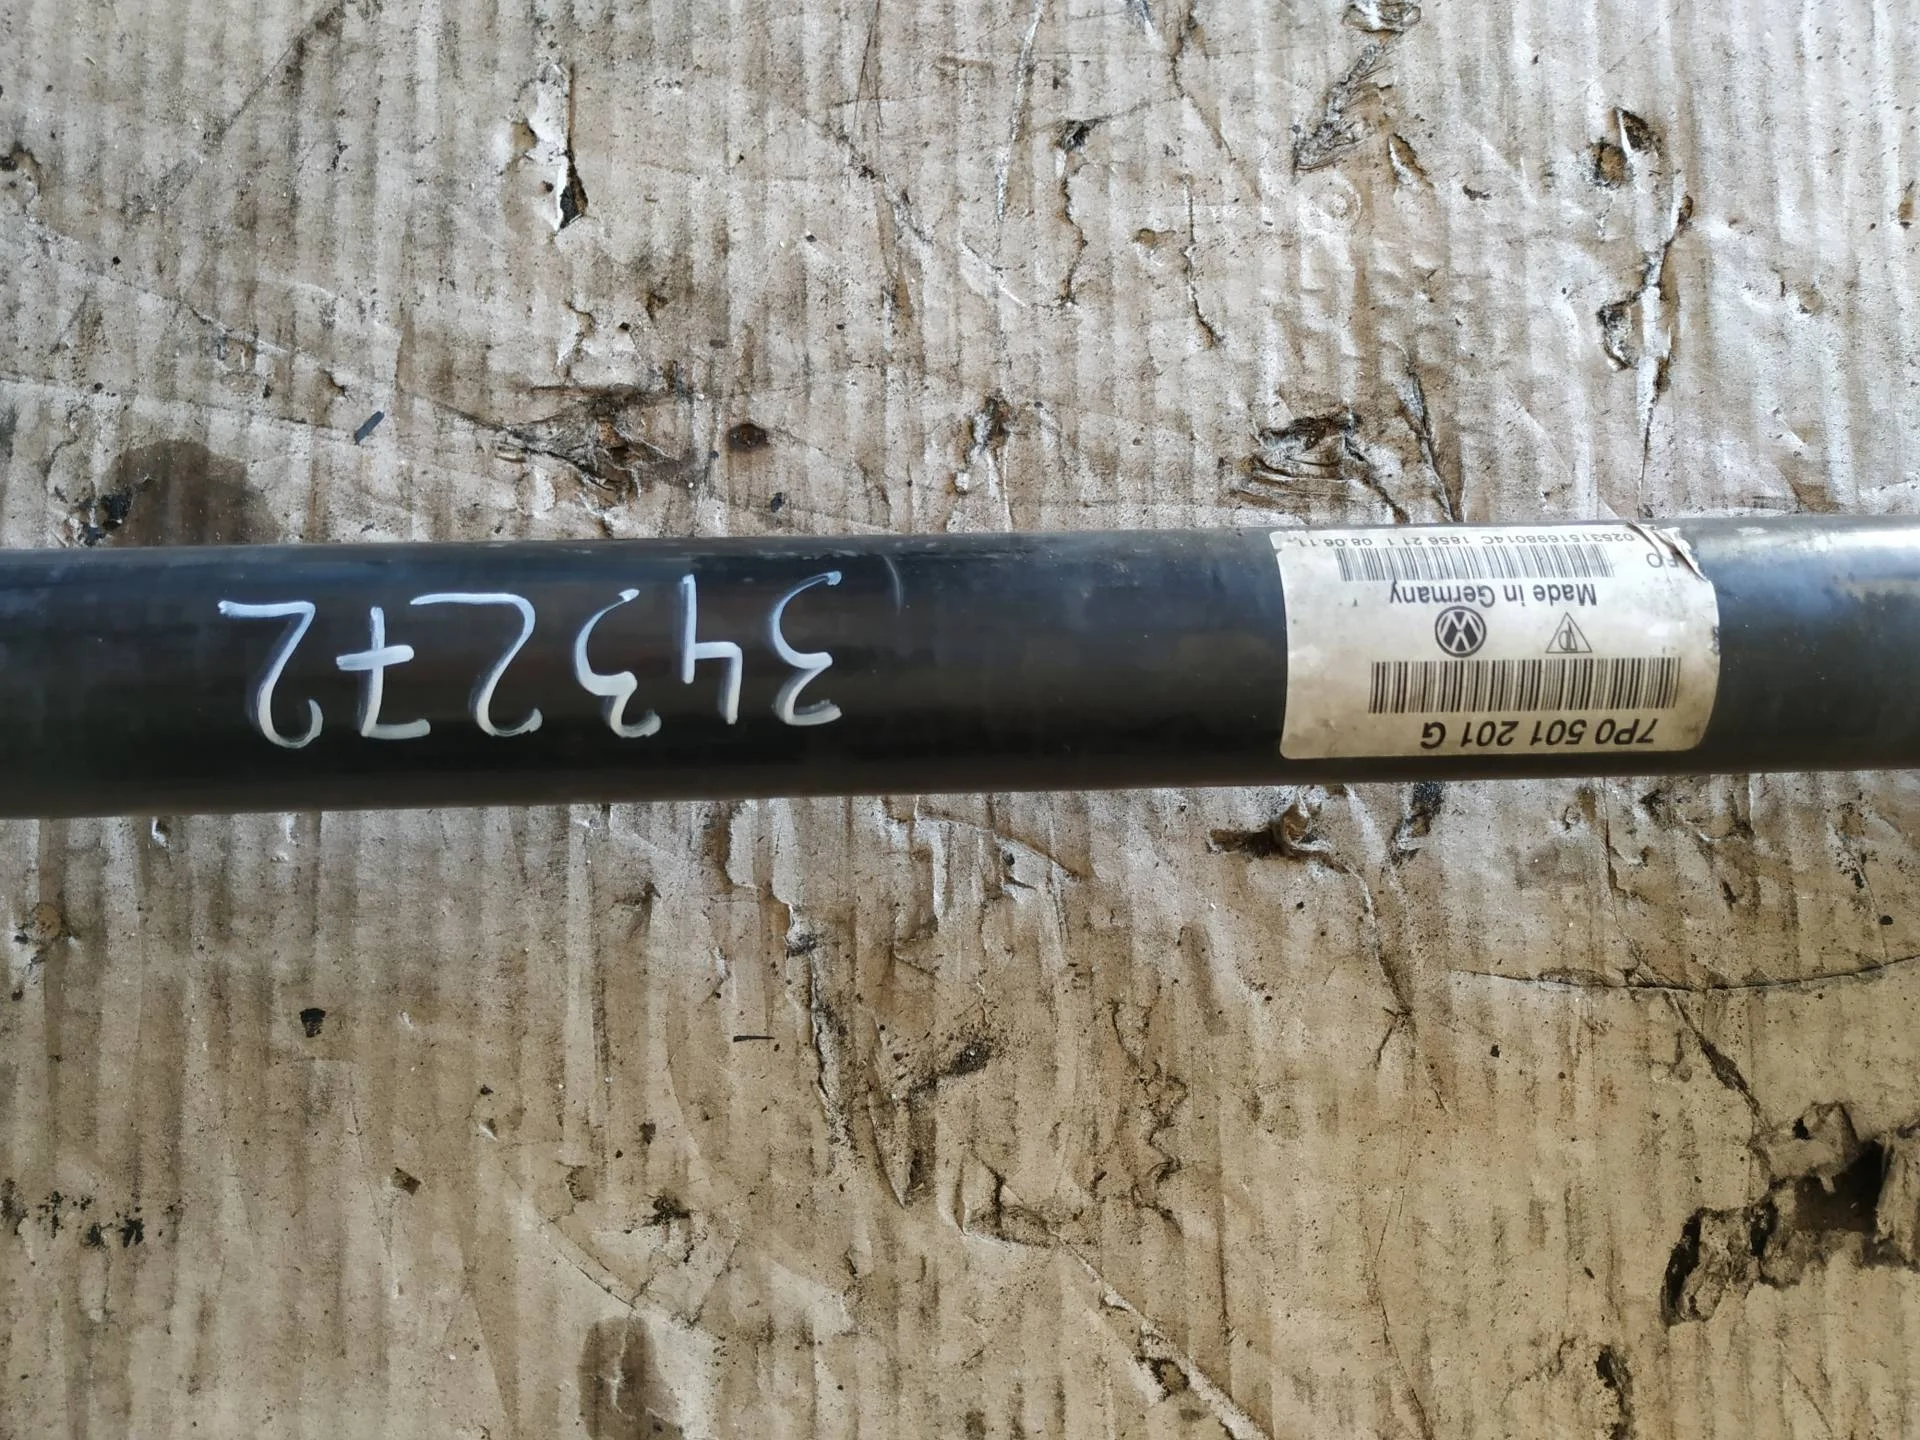 7P0 501 201 G
Made in Germany
0253151698014C 1856 21 1 08.06.11
343272